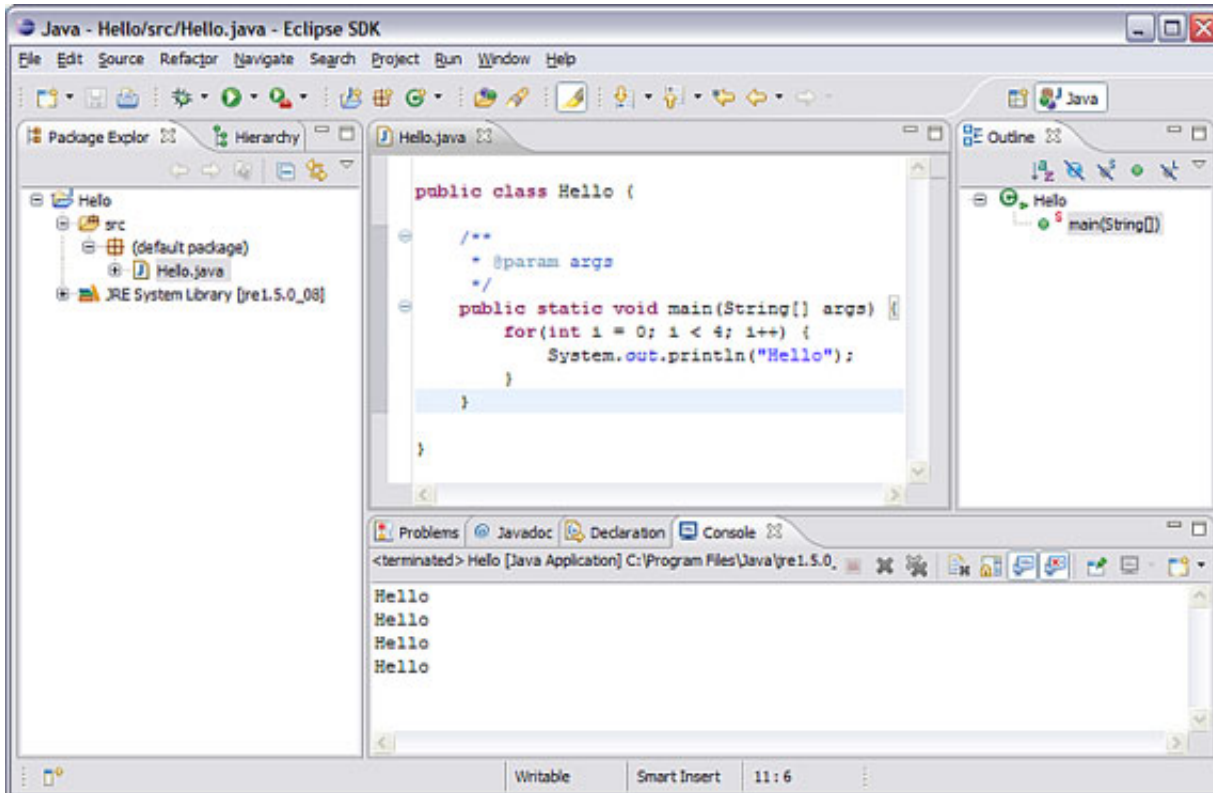 Java - Hello/src/Hello.java - Eclipse SDK
File Edit Source Refactor Navigate Search Project Run Window Help
Java
Package Explor
Hierarchy
Hello
src
(default package)
Hello.java
JRE System Library [jre1.5.0_08]
Hello.java
public class Hello {
/**
* @param args
*/
public static void main(String[] args) {
for(int i = 0; i < 4; i++) {
System.out.println("Hello");
}
}
}
Outline
Hello
main(String[])
Problems Javadoc Declaration Console
<terminated> Hello [Java Application] C:\Program Files\Java\jre1.5.0_
Hello
Hello
Hello
Hello
Writable Smart Insert 11 : 6